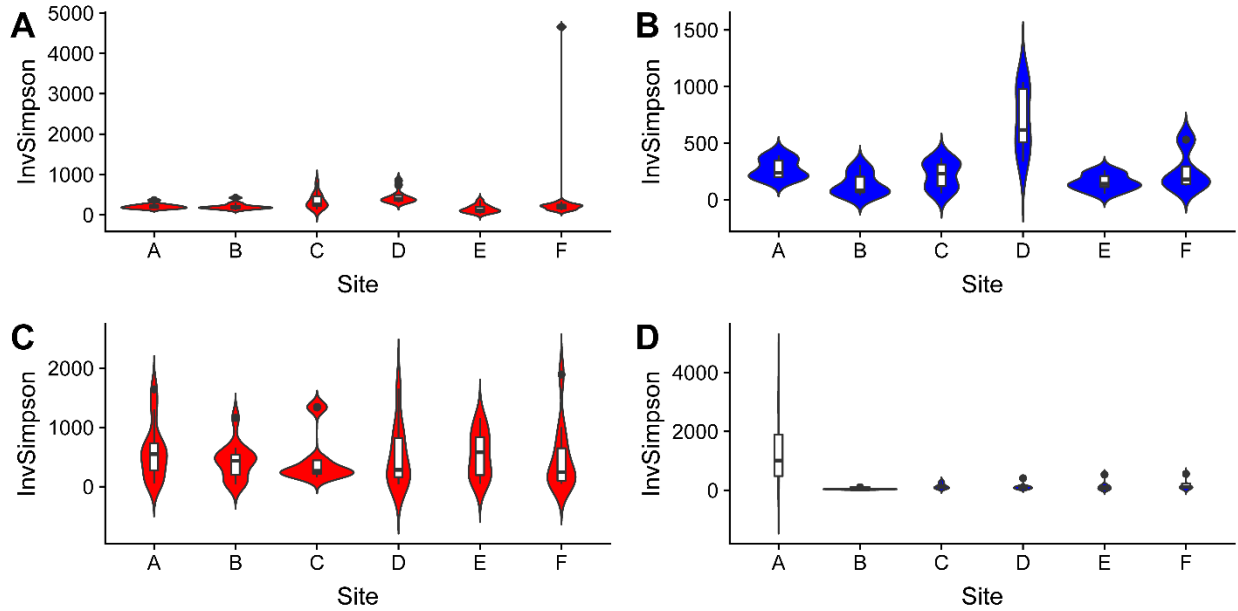 A
InvSimpson
5000
4000
3000
2000
1000
0
A B C D E F
Site
B
InvSimpson
1500
1000
500
0
A B C D E F
Site
C
InvSimpson
2000
1000
0
A B C D E F
Site
D
InvSimpson
4000
2000
0
A B C D E F
Site